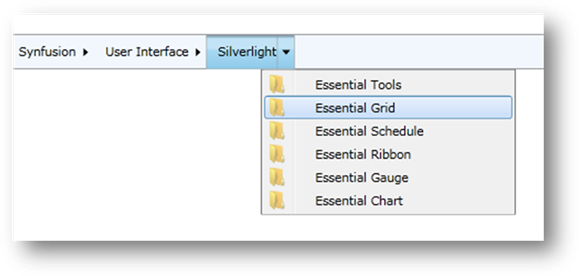 Synfusion User Interface Silverlight
Essential Tools
Essential Grid
Essential Schedule
Essential Ribbon
Essential Gauge
Essential Chart